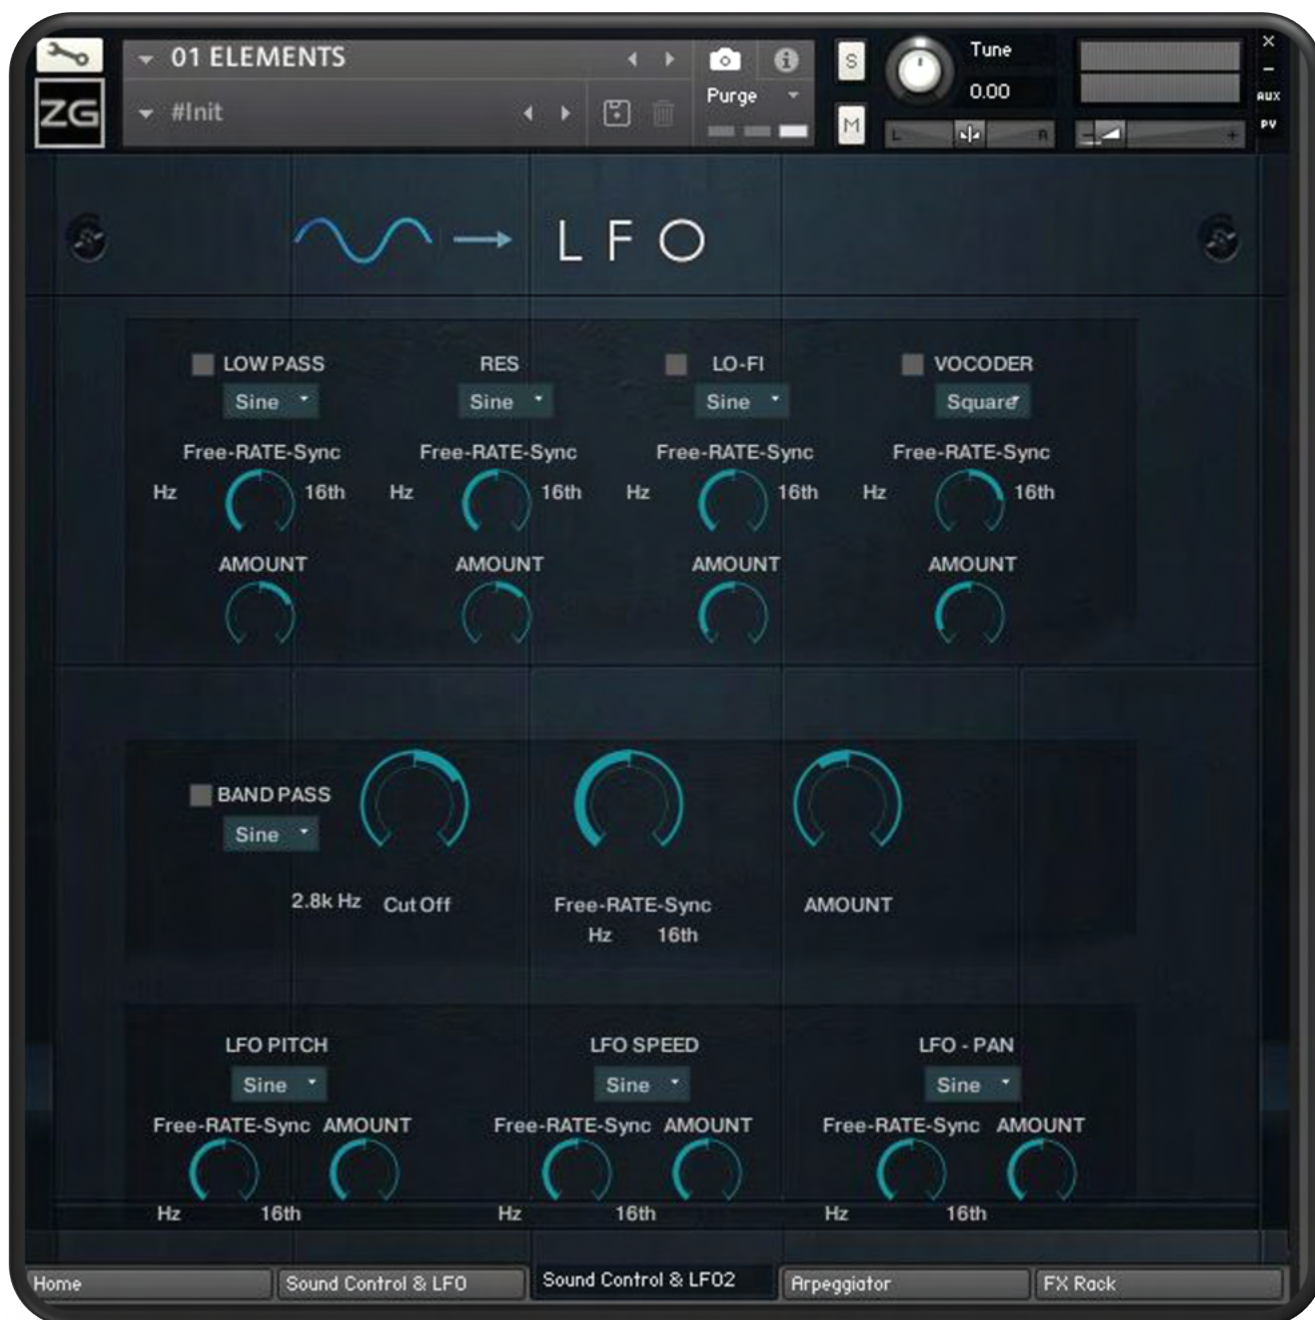 01 ELEMENTS
ZG
#Init
Purge
S
M
Tune
0.00
L
R
×
–
AUX
PV
LFO
LOW PASS RES LO-FI VOCODER
Sine Sine Sine Square
Free-RATE-Sync Free-RATE-Sync Free-RATE-Sync Free-RATE-Sync
Hz 16th Hz 16th Hz 16th Hz 16th
AMOUNT AMOUNT AMOUNT AMOUNT
BAND PASS
Sine
2.8k Hz Cut Off Free-RATE-Sync AMOUNT
Hz 16th
LFO PITCH LFO SPEED LFO - PAN
Sine Sine Sine
Free-RATE-Sync AMOUNT Free-RATE-Sync AMOUNT Free-RATE-Sync AMOUNT
Hz 16th Hz 16th Hz 16th
Home Sound Control & LFO Sound Control & LFO2 Arpeggiator FX Rack